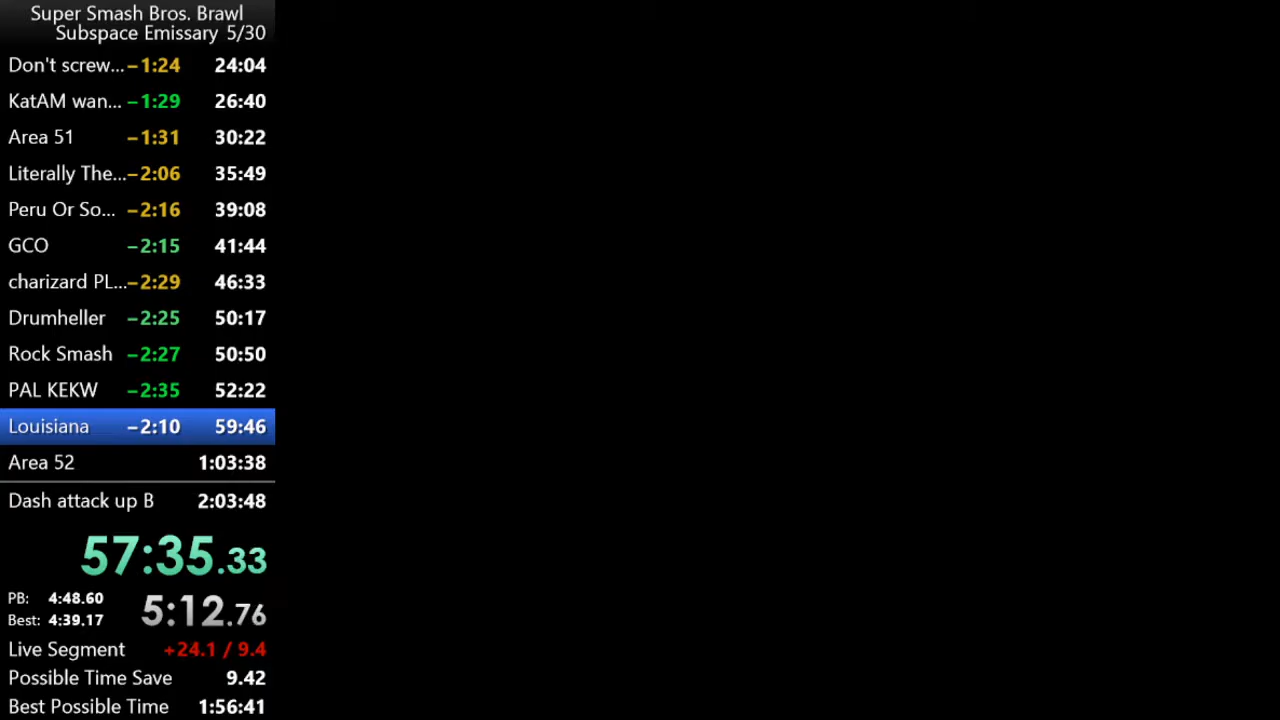 Super Smash Bros. Brawl
Subspace Emissary 5/30
Don't screw... −1:24 24:04
KatAM wan... −1:29 26:40
Area 51 −1:31 30:22
Literally The... −2:06 35:49
Peru Or So... −2:16 39:08
GCO −2:15 41:44
charizard PL... −2:29 46:33
Drumheller −2:25 50:17
Rock Smash −2:27 50:50
PAL KEKW −2:35 52:22
Louisiana −2:10 59:46
Area 52 1:03:38
Dash attack up B 2:03:48
57:35.33
PB: 4:48.60
Best: 4:39.17
5:12.76
Live Segment +24.1 / 9.4
Possible Time Save 9.42
Best Possible Time 1:56:41